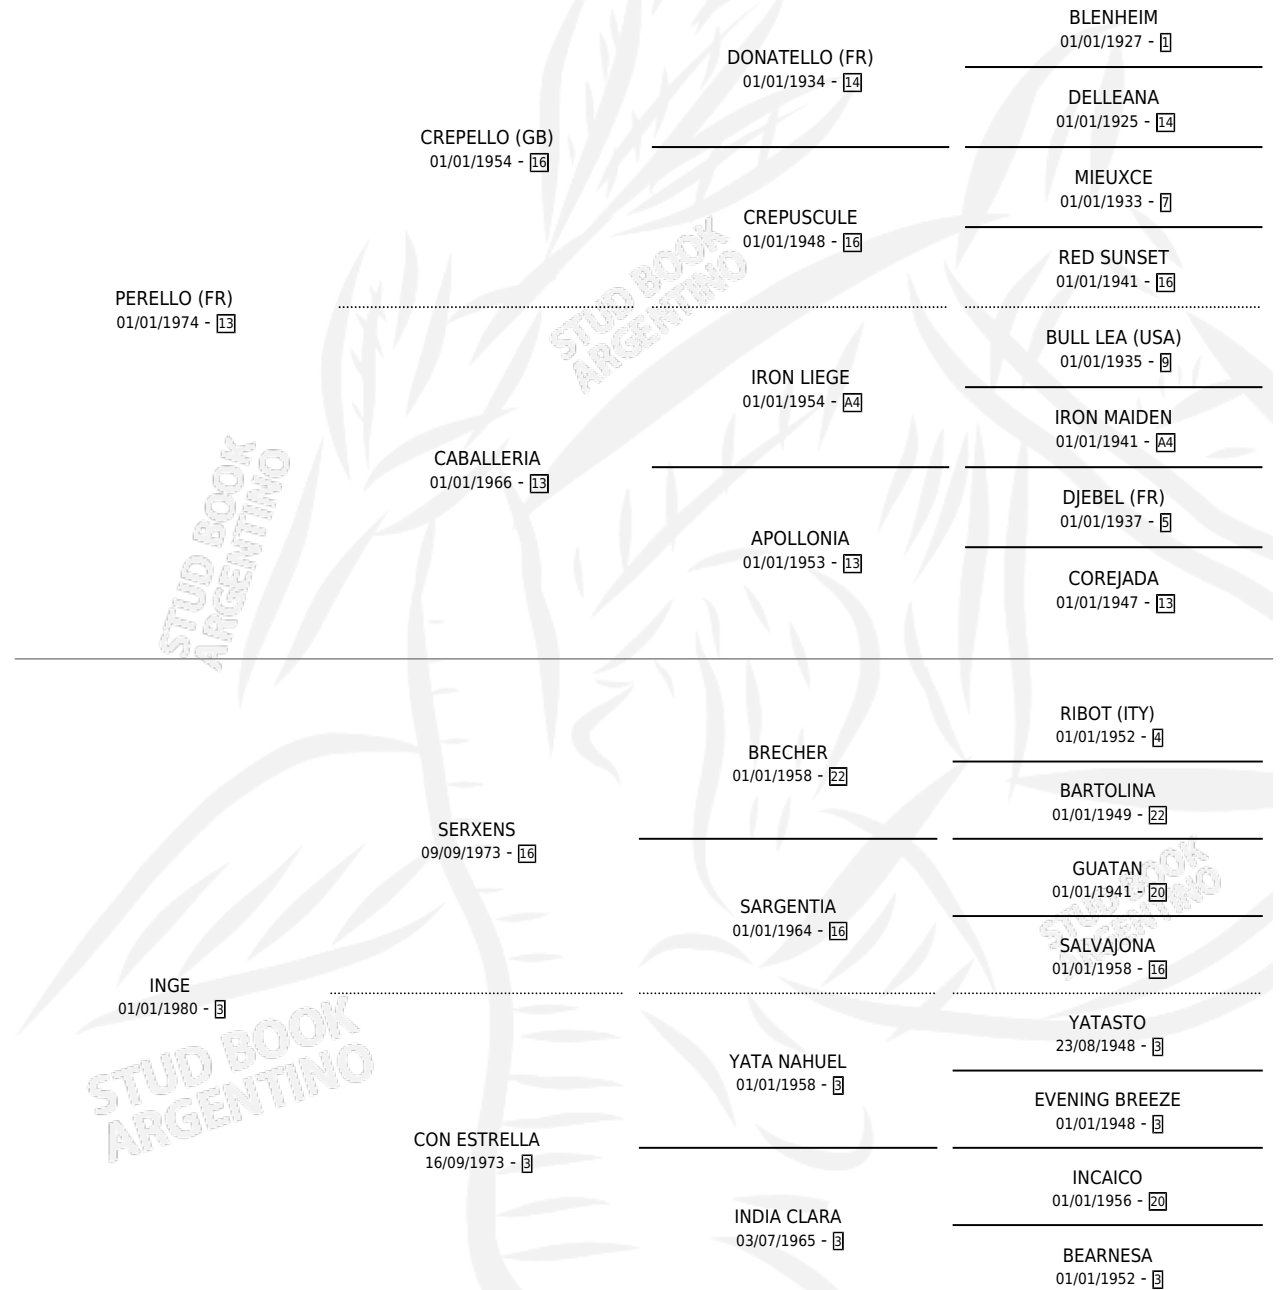 BLENHEIM
01/01/1927 - 1
DONATELLO (FR)
01/01/1934 - 14
DELLEANA
01/01/1925 - 14
CREPELLO (GB)
01/01/1954 - 16
MIEUXCE
01/01/1933 - 7
CREPUSCULE
01/01/1948 - 16
RED SUNSET
01/01/1941 - 16
PERELLO (FR)
01/01/1974 - 13
STUD BOOK
ARGENTINO
BULL LEA (USA)
01/01/1935 - 9
IRON LIEGE
01/01/1954 - A4
IRON MAIDEN
01/01/1941 - A4
CABALLERIA
01/01/1966 - 13
DJEBEL (FR)
01/01/1937 - 5
APOLLONIA
01/01/1953 - 13
COREJADA
01/01/1947 - 13
STUD BOOK
ARGENTINO
RIBOT (ITY)
01/01/1952 - 4
BRECHER
01/01/1958 - 22
BARTOLINA
01/01/1949 - 22
SERXENS
09/09/1973 - 16
GUATAN
01/01/1941 - 20
SARGENTIA
01/01/1964 - 16
SALVAJONA
01/01/1958 - 16
STUD BOOK
ARGENTINO
INGE
01/01/1980 - 3
YATASTO
23/08/1948 - 3
YATA NAHUEL
01/01/1958 - 3
EVENING BREEZE
01/01/1948 - 3
STUD BOOK
ARGENTINO
CON ESTRELLA
16/09/1973 - 3
INCAICO
01/01/1956 - 20
INDIA CLARA
03/07/1965 - 3
BEARNESA
01/01/1952 - 3